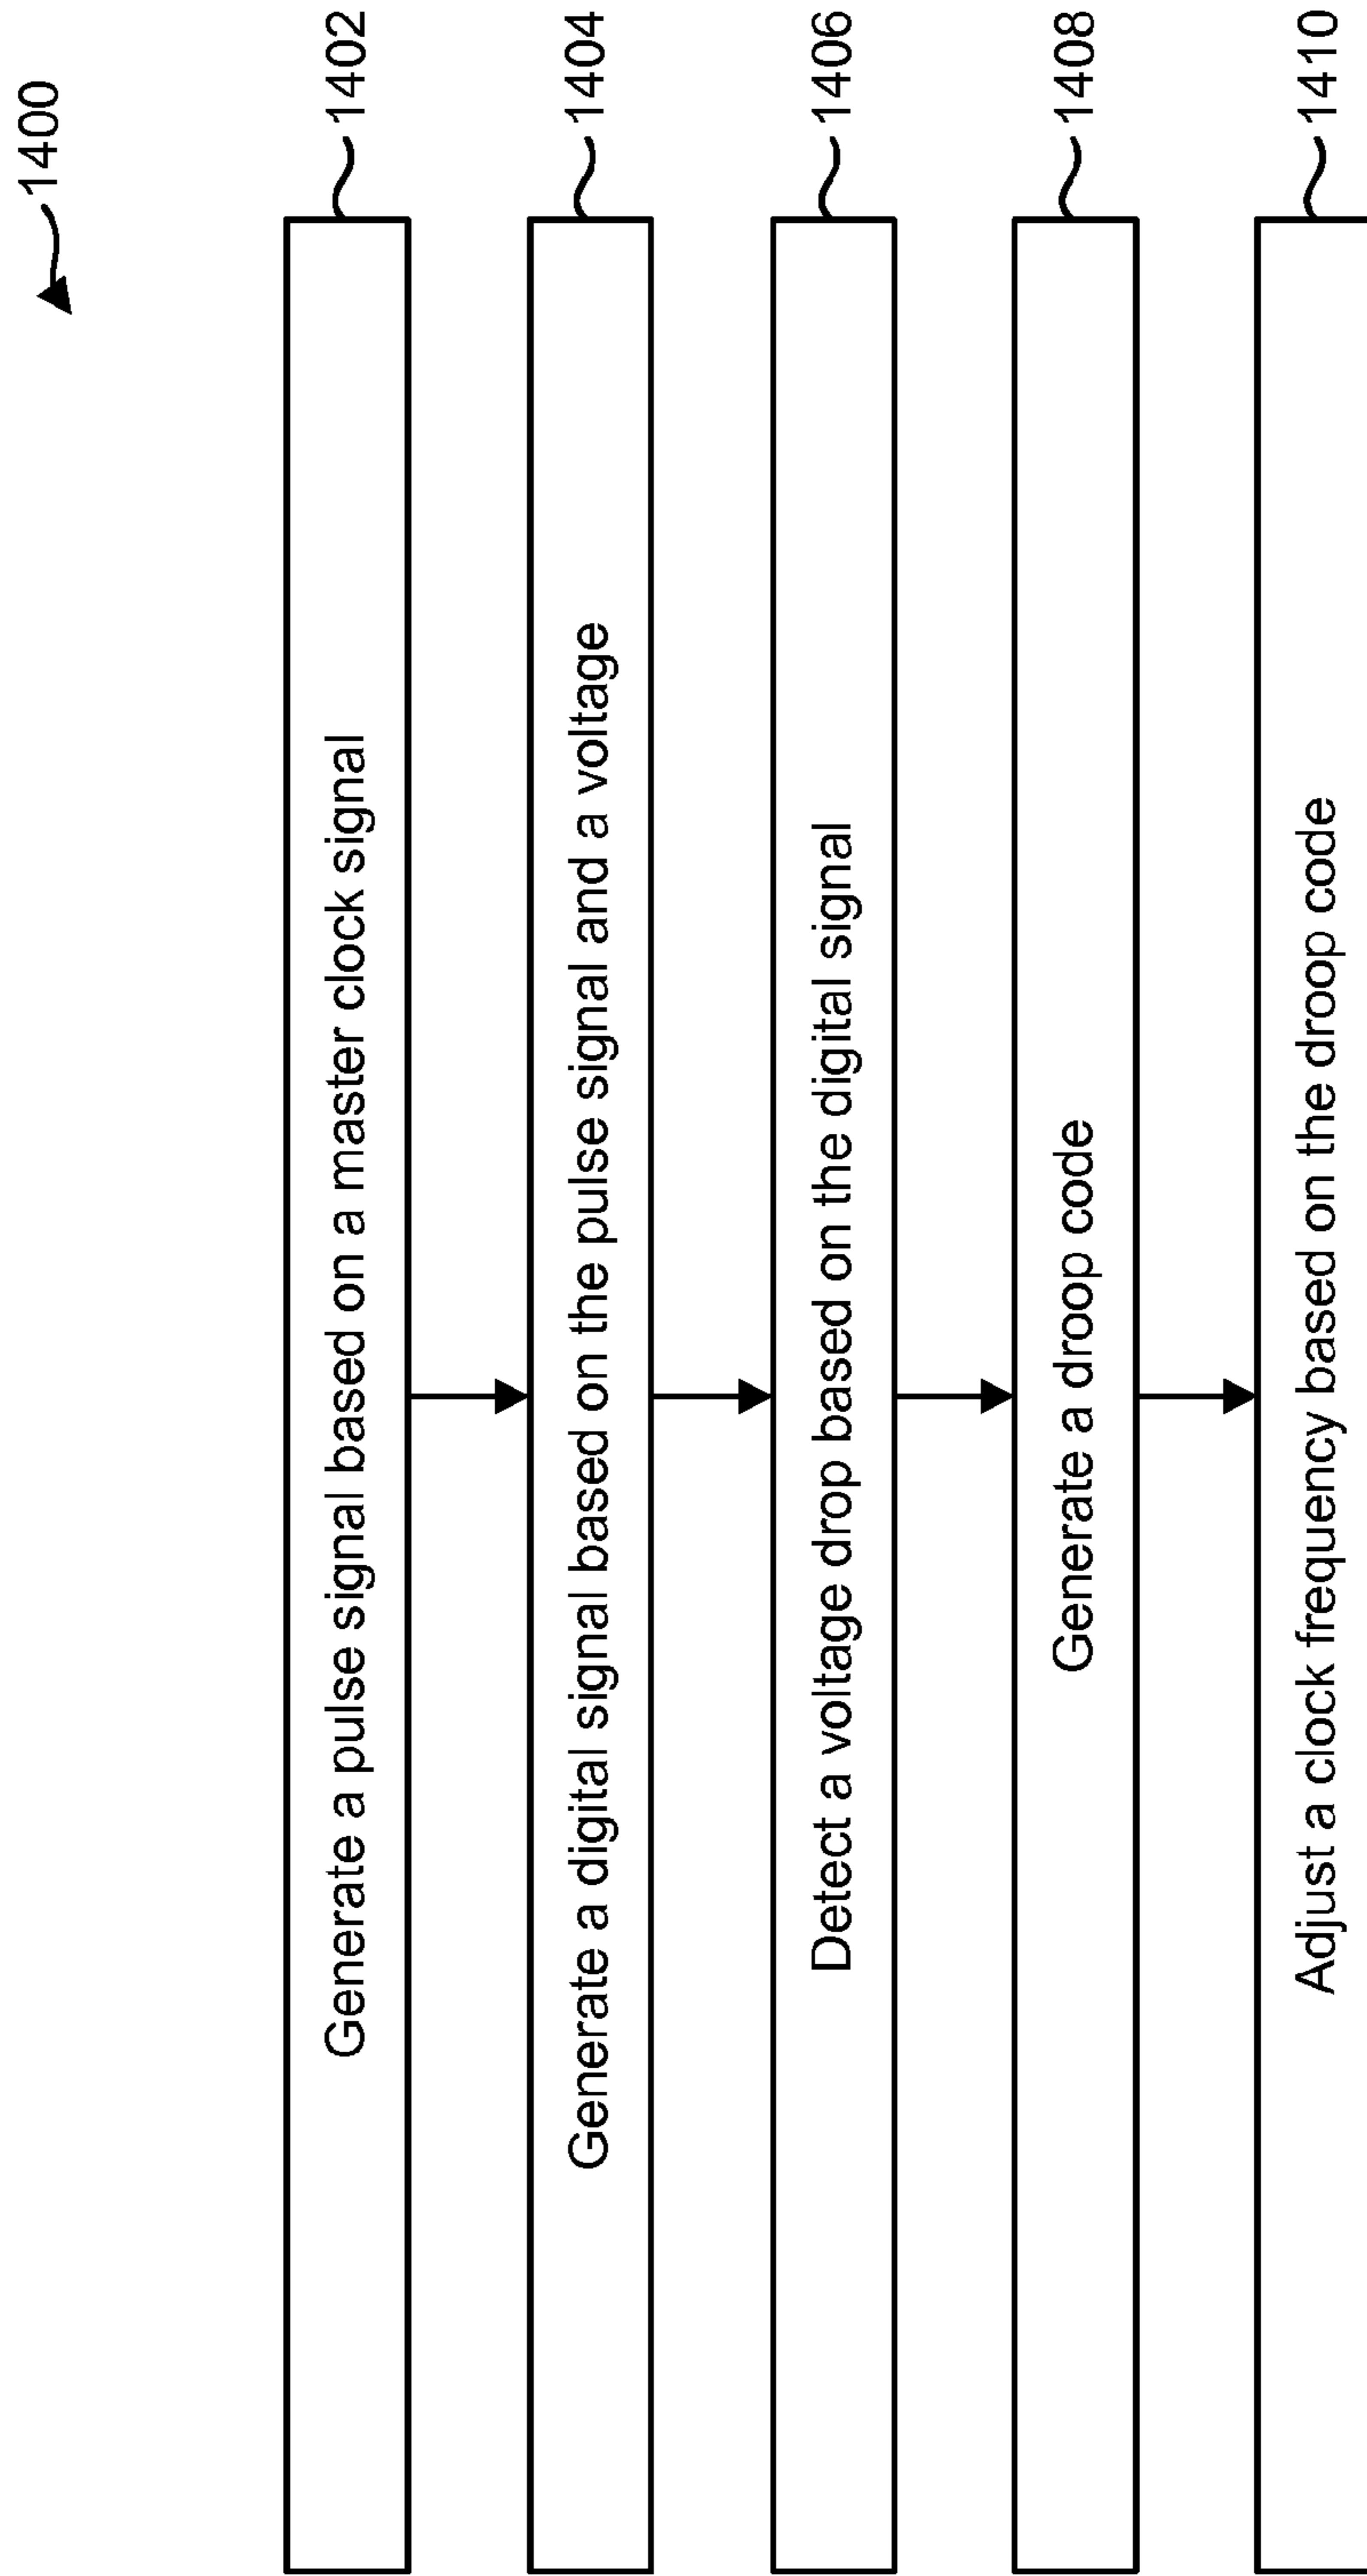 1400
Generate a pulse signal based on a master clock signal
1402
Generate a digital signal based on the pulse signal and a voltage
1404
Detect a voltage drop based on the digital signal
1406
Generate a droop code
1408
Adjust a clock frequency based on the droop code
1410